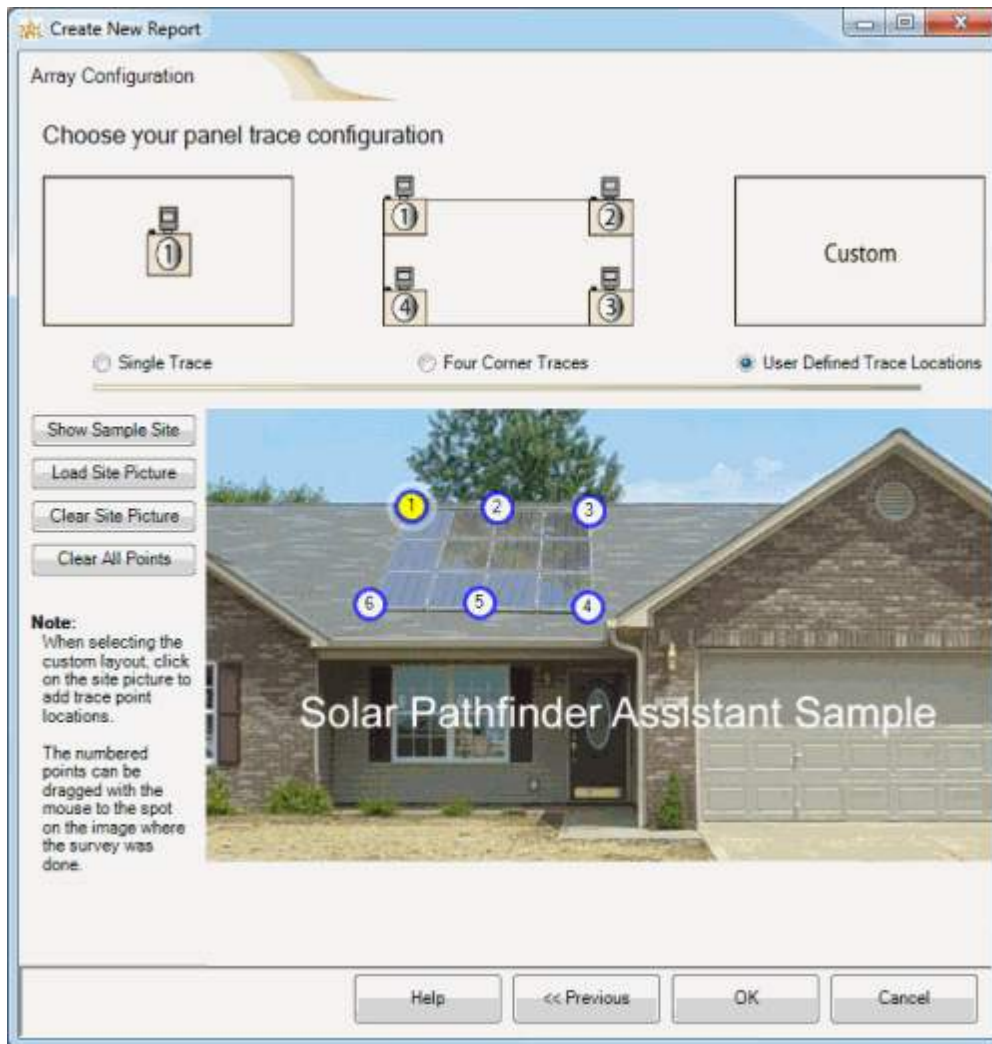 Create New Report
Array Configuration
Choose your panel trace configuration
1
1
2
4
3
Custom
Single Trace
Four Corner Traces
User Defined Trace Locations
Show Sample Site
Load Site Picture
Clear Site Picture
Clear All Points
Note:
When selecting the
custom layout, click
on the site picture to
add trace point
locations.
The numbered
points can be
dragged with the
mouse to the spot
on the image where
the survey was
done.
1
2
3
6
5
4
Solar Pathfinder Assistant Sample
Help
<< Previous
OK
Cancel